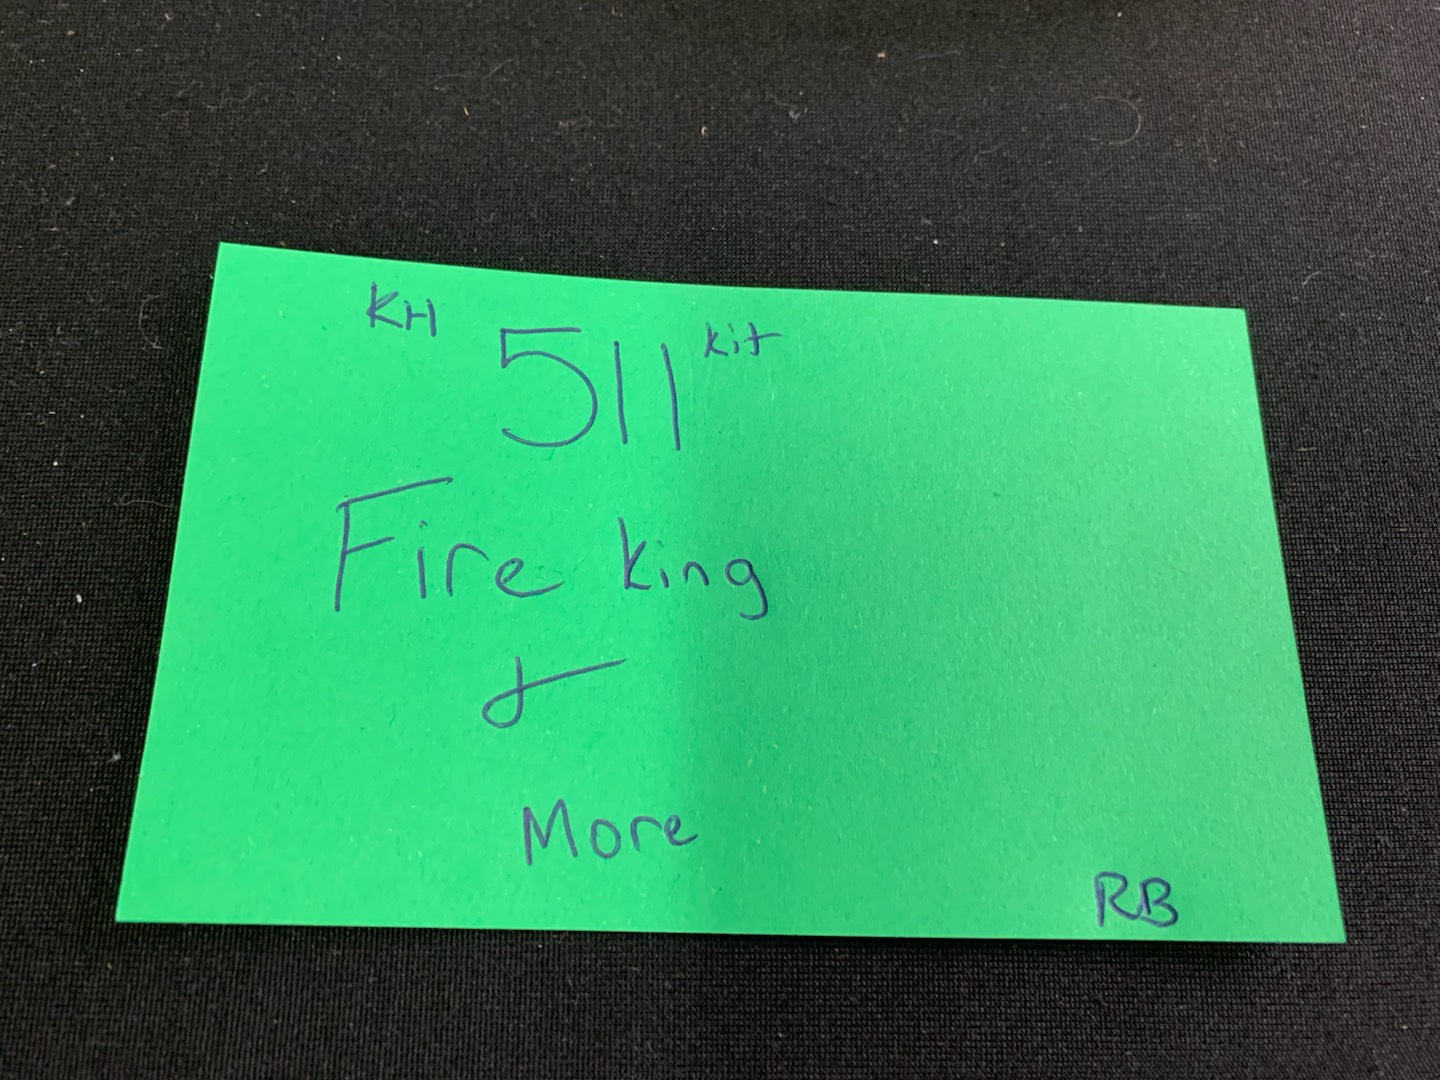 KH 511 Kit
Fire King
&
More
RB